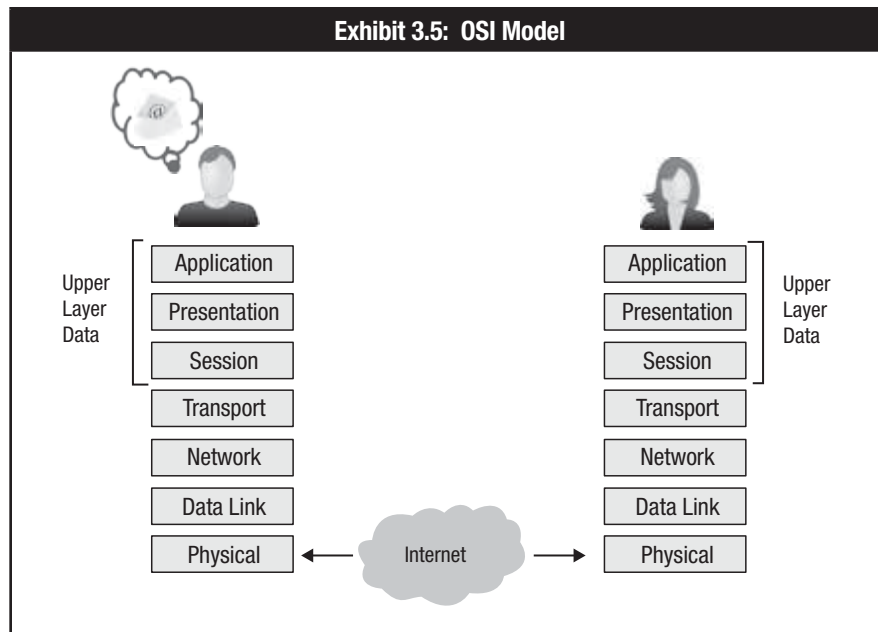 Exhibit 3.5: OSI Model
@
Upper
Layer
Data
Application
Presentation
Session
Transport
Network
Data Link
Physical
Internet
Application
Presentation
Session
Transport
Network
Data Link
Physical
Upper
Layer
Data